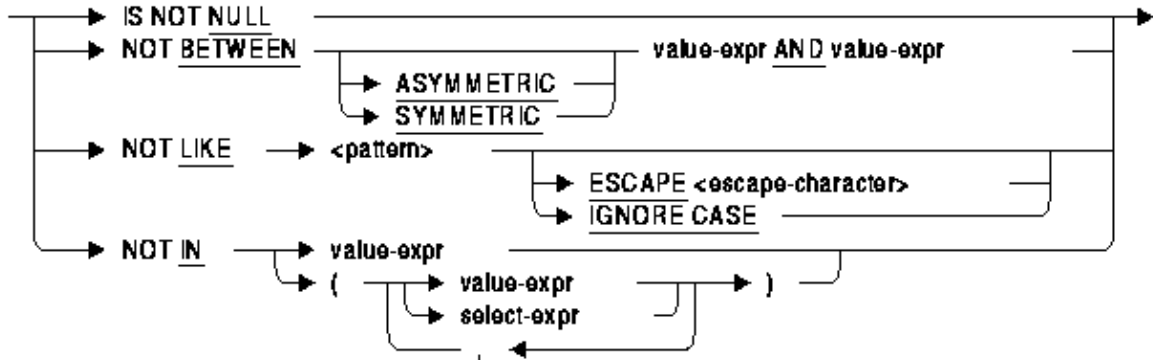 IS NOT NULL
NOT BETWEEN value-expr AND value-expr
ASYMMETRIC
SYMMETRIC
NOT LIKE <pattern>
ESCAPE <escape-character>
IGNORE CASE
NOT IN value-expr
( value-expr )
select-expr
,